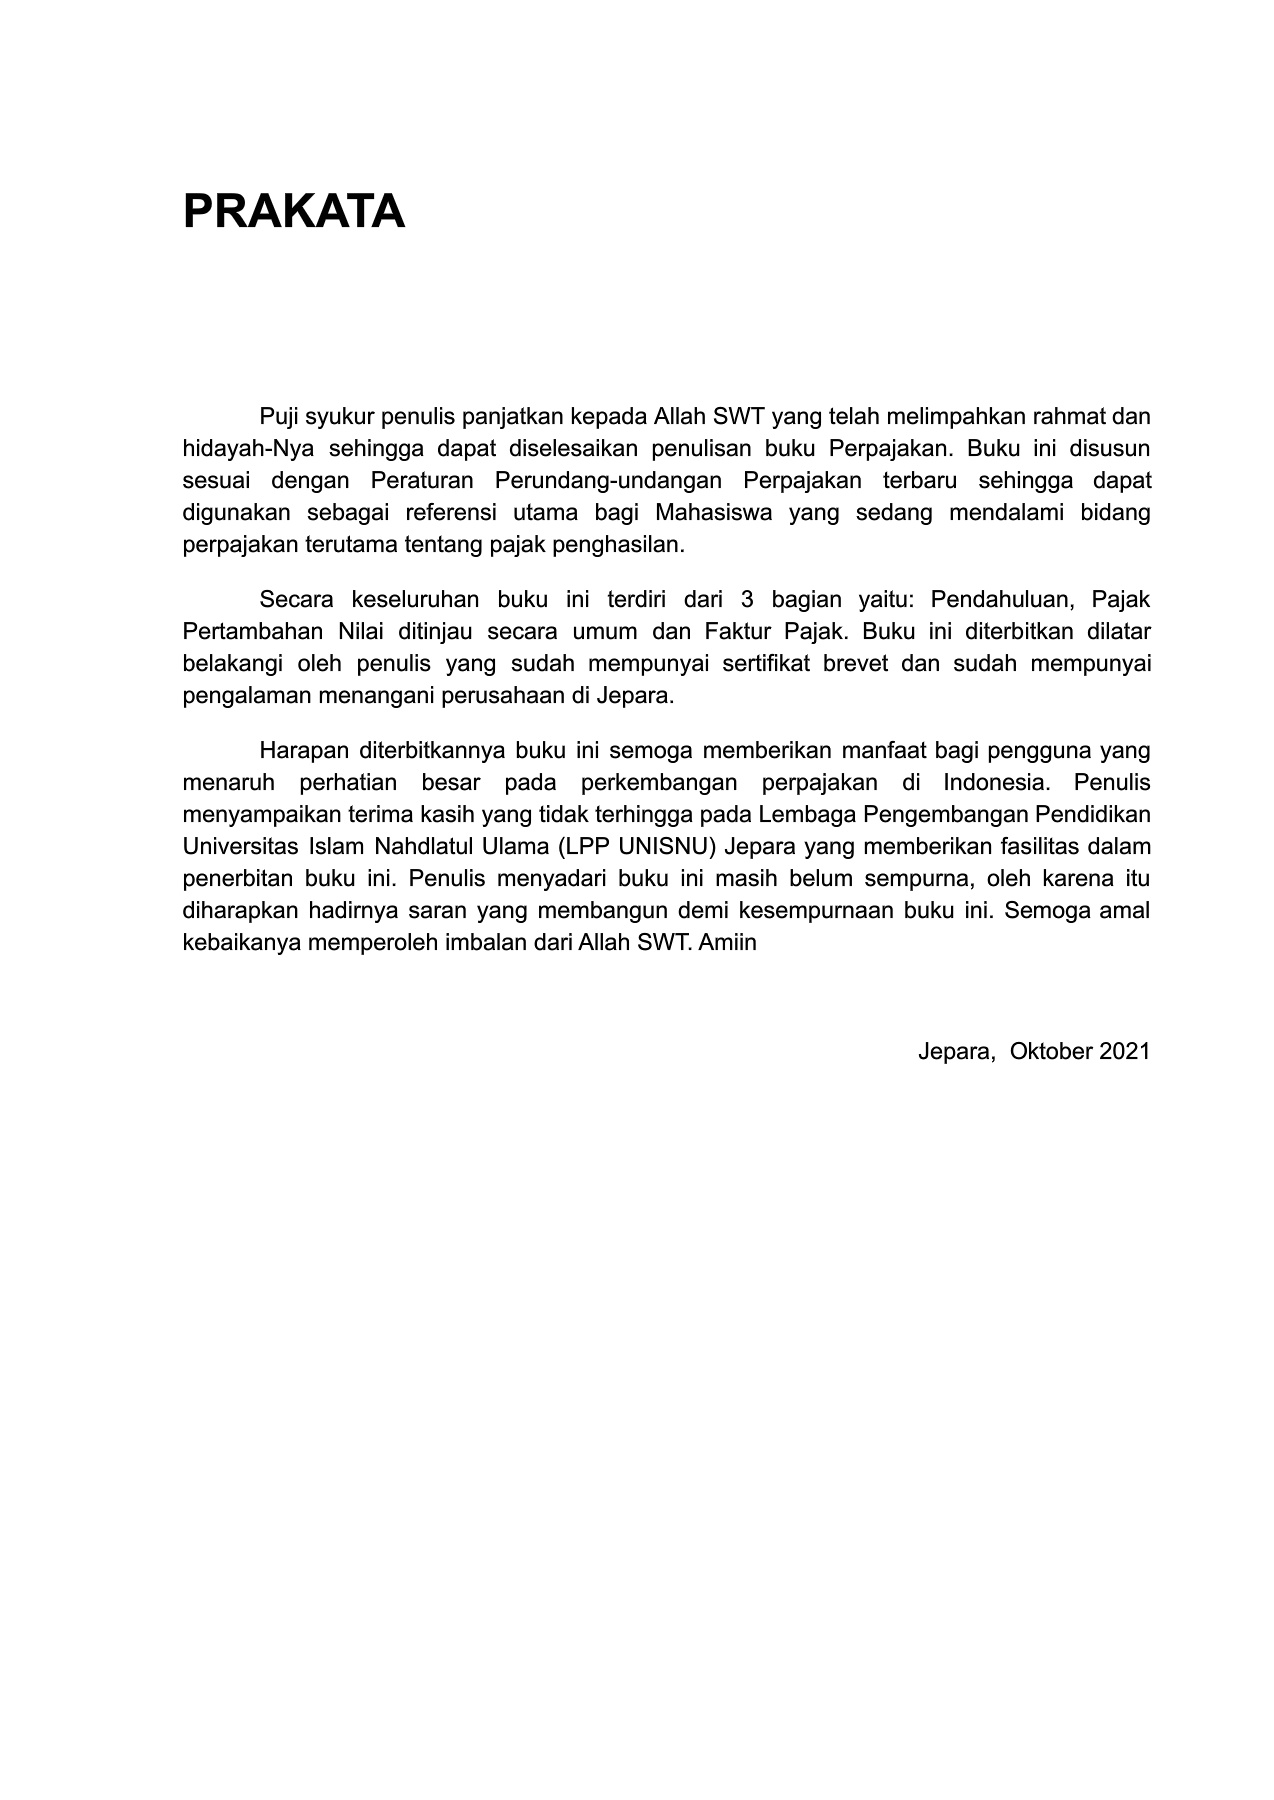 PRAKATA
Puji syukur penulis panjatkan kepada Allah SWT yang telah melimpahkan rahmat dan
hidayah-Nya sehingga dapat diselesaikan penulisan buku Perpajakan. Buku ini disusun
sesuai dengan Peraturan Perundang-undangan Perpajakan terbaru sehingga dapat
digunakan sebagai referensi utama bagi Mahasiswa yang sedang mendalami bidang
perpajakan terutama tentang pajak penghasilan.
Secara keseluruhan buku ini terdiri dari 3 bagian yaitu: Pendahuluan, Pajak
Pertambahan Nilai ditinjau secara umum dan Faktur Pajak. Buku ini diterbitkan dilatar
belakangi oleh penulis yang sudah mempunyai sertifikat brevet dan sudah mempunyai
pengalaman menangani perusahaan di Jepara.
Harapan diterbitkannya buku ini semoga memberikan manfaat bagi pengguna yang
menaruh perhatian besar pada perkembangan perpajakan di Indonesia. Penulis
menyampaikan terima kasih yang tidak terhingga pada Lembaga Pengembangan Pendidikan
Universitas Islam Nahdlatul Ulama (LPP UNISNU) Jepara yang memberikan fasilitas dalam
penerbitan buku ini. Penulis menyadari buku ini masih belum sempurna, oleh karena itu
diharapkan hadirnya saran yang membangun demi kesempurnaan buku ini. Semoga amal
kebaikanya memperoleh imbalan dari Allah SWT. Amiin
Jepara,  Oktober 2021